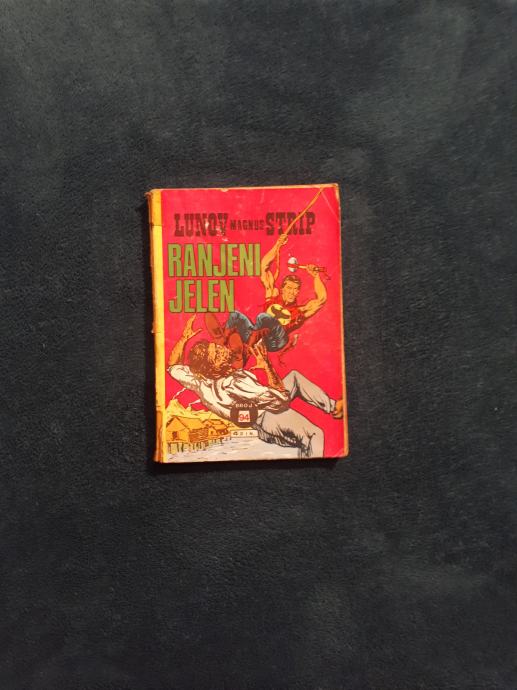 LUNOV MAGNUS STRIP
RANJENI
JELEN
BROJ
94